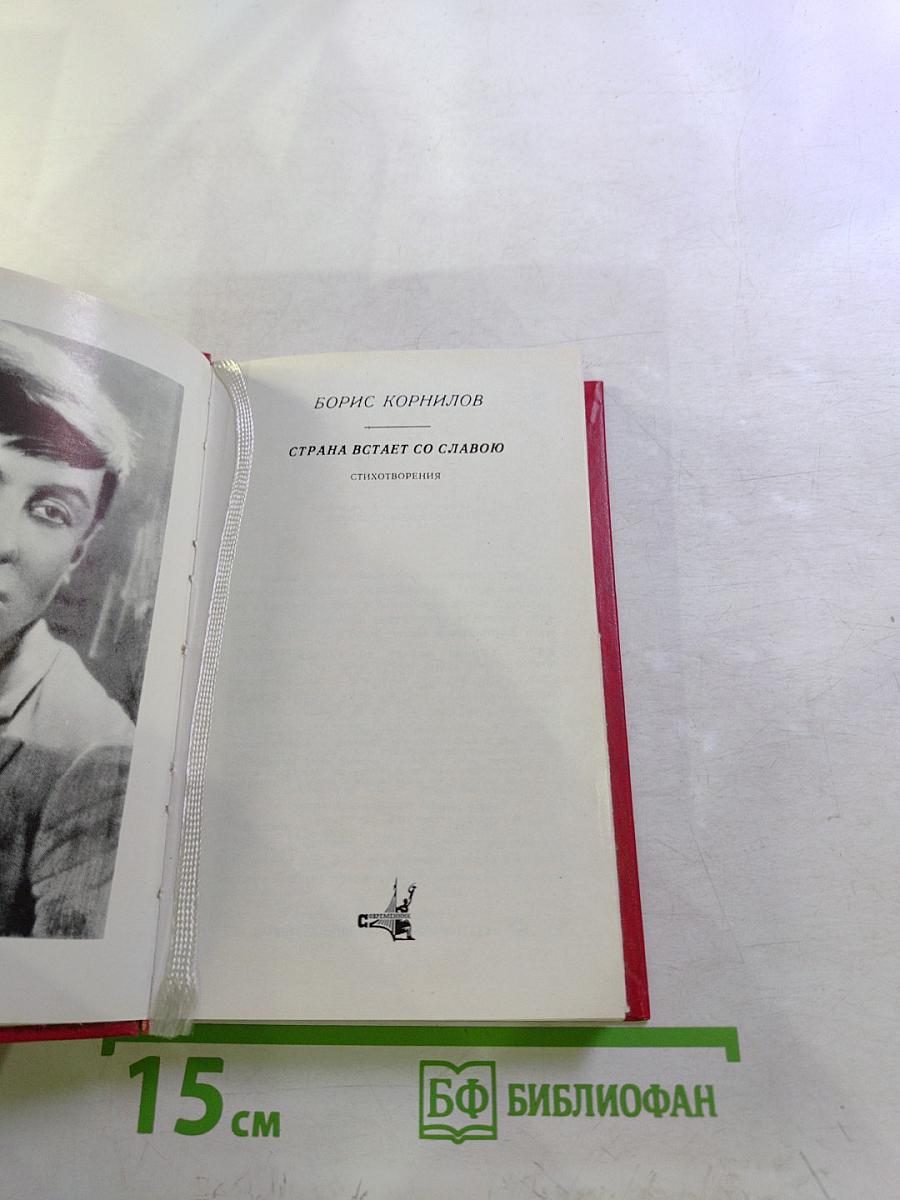 БОРИС КОРНИЛОВ
СТРАНА ВСТАЕТ СО СЛАВОЮ
СТИХОТВОРЕНИЯ
СОВРЕМЕННИК
15 см
БФ БИБЛИОФАН